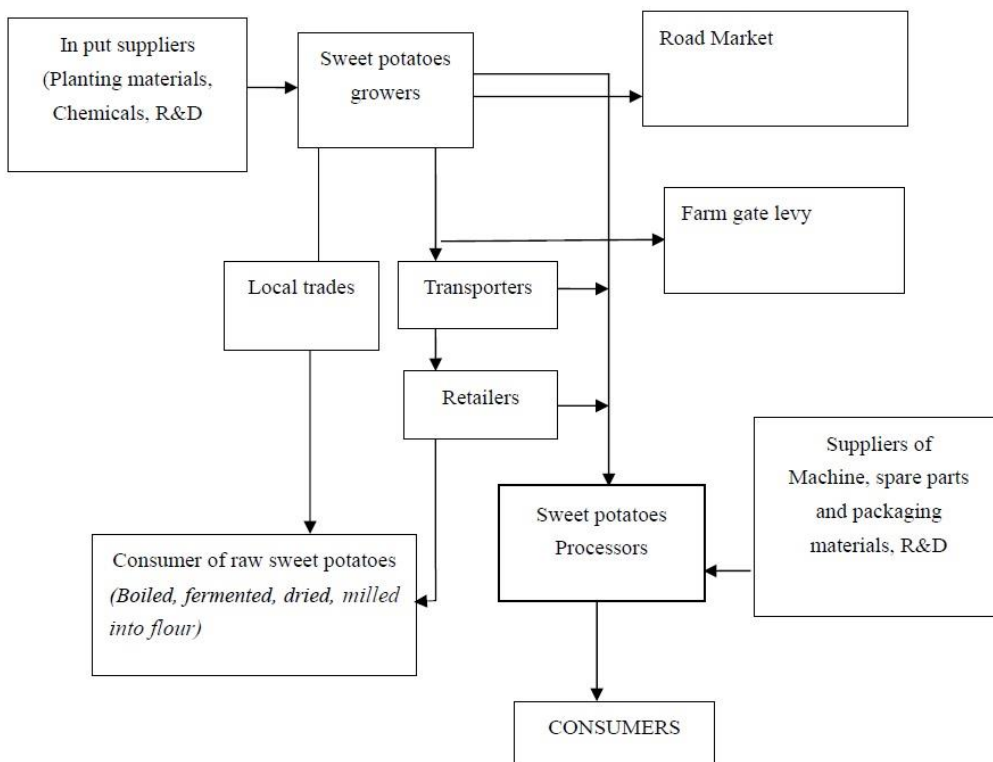 In put suppliers
(Planting materials,
Chemicals, R&D
Sweet potatoes
growers
Road Market
Farm gate levy
Local trades
Transporters
Retailers
Suppliers of
Machine, spare parts
and packaging
materials, R&D
Sweet potatoes
Processors
Consumer of raw sweet potatoes
(Boiled, fermented, dried, milled
into flour)
CONSUMERS